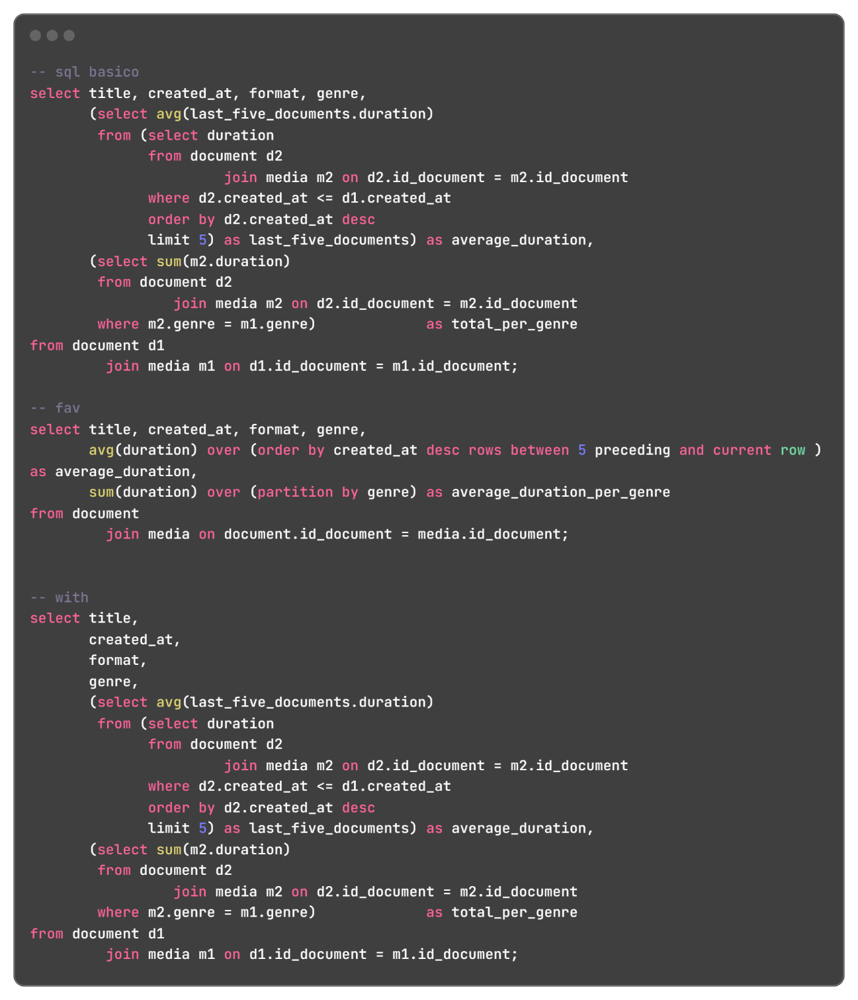 -- sql basico
select title, created_at, format, genre,
       (select avg(last_five_documents.duration)
        from (select duration
              from document d2
                       join media m2 on d2.id_document = m2.id_document
              where d2.created_at <= d1.created_at
              order by d2.created_at desc
              limit 5) as last_five_documents) as average_duration,
       (select sum(m2.duration)
        from document d2
                 join media m2 on d2.id_document = m2.id_document
        where m2.genre = m1.genre)             as total_per_genre
from document d1
         join media m1 on d1.id_document = m1.id_document;

-- fav
select title, created_at, format, genre,
       avg(duration) over (order by created_at desc rows between 5 preceding and current row )
as average_duration,
       sum(duration) over (partition by genre) as average_duration_per_genre
from document
         join media on document.id_document = media.id_document;


-- with
select title,
       created_at,
       format,
       genre,
       (select avg(last_five_documents.duration)
        from (select duration
              from document d2
                       join media m2 on d2.id_document = m2.id_document
              where d2.created_at <= d1.created_at
              order by d2.created_at desc
              limit 5) as last_five_documents) as average_duration,
       (select sum(m2.duration)
        from document d2
                 join media m2 on d2.id_document = m2.id_document
        where m2.genre = m1.genre)             as total_per_genre
from document d1
         join media m1 on d1.id_document = m1.id_document;